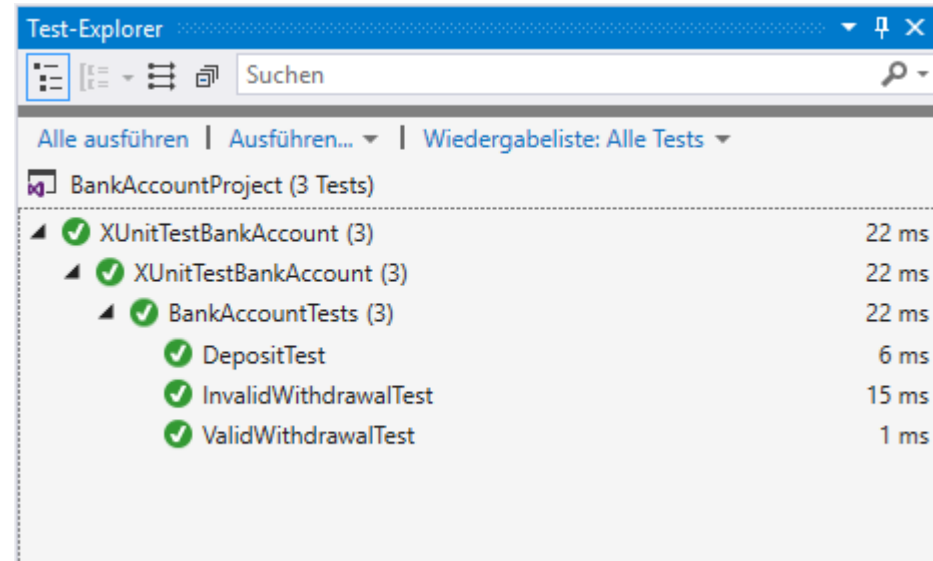 Test-Explorer
Suchen
Alle ausführen | Ausführen... | Wiedergabeliste: Alle Tests
BankAccountProject (3 Tests)
XUnitTestBankAccount (3) 22 ms
XUnitTestBankAccount (3) 22 ms
BankAccountTests (3) 22 ms
DepositTest 6 ms
InvalidWithdrawalTest 15 ms
ValidWithdrawalTest 1 ms